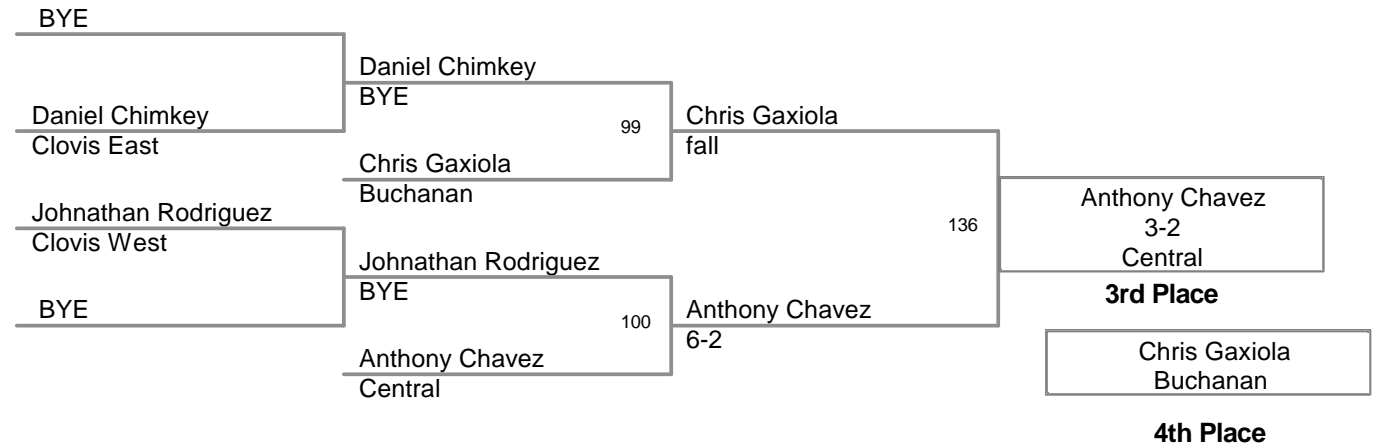 BYE
Daniel Chimkey
BYE
Daniel Chimkey
Clovis East
99
Chris Gaxiola
fall
Chris Gaxiola
Buchanan
Johnathan Rodriguez
Clovis West
136
Anthony Chavez
3-2
Central
3rd Place
Johnathan Rodriguez
BYE
BYE
100
Anthony Chavez
6-2
Anthony Chavez
Central
Chris Gaxiola
Buchanan
4th Place